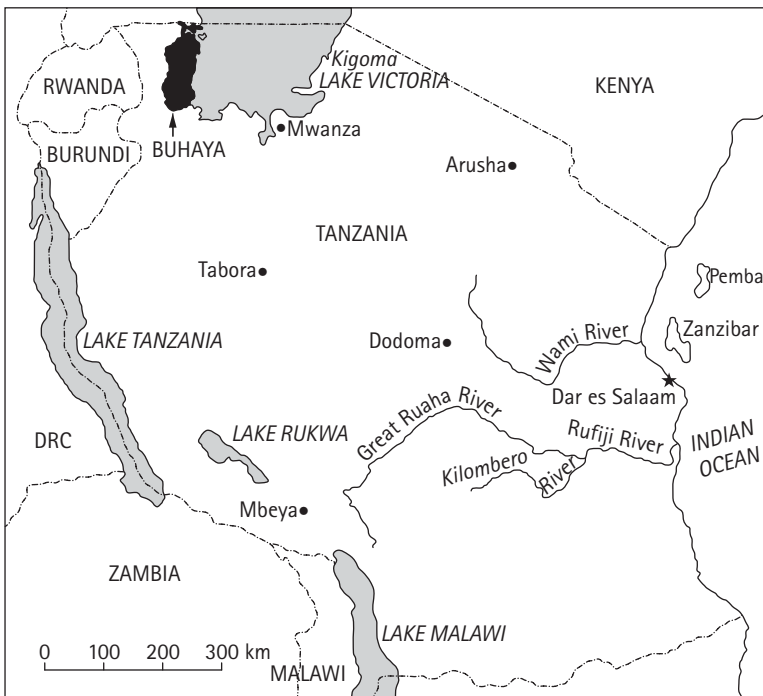 Kigoma
LAKE VICTORIA
KENYA
RWANDA
Mwanza
BURUNDI
BUHAYA
Arusha
TANZANIA
Tabora
Pemba
LAKE TANZANIA
Dodoma
Wami River
Zanzibar
Dar es Salaam
Great Ruaha River
LAKE RUKWA
DRC
Rufiji River
INDIAN
OCEAN
Kilombero
River
Mbeya
ZAMBIA
LAKE MALAWI
0 100 200 300 km
MALAWI